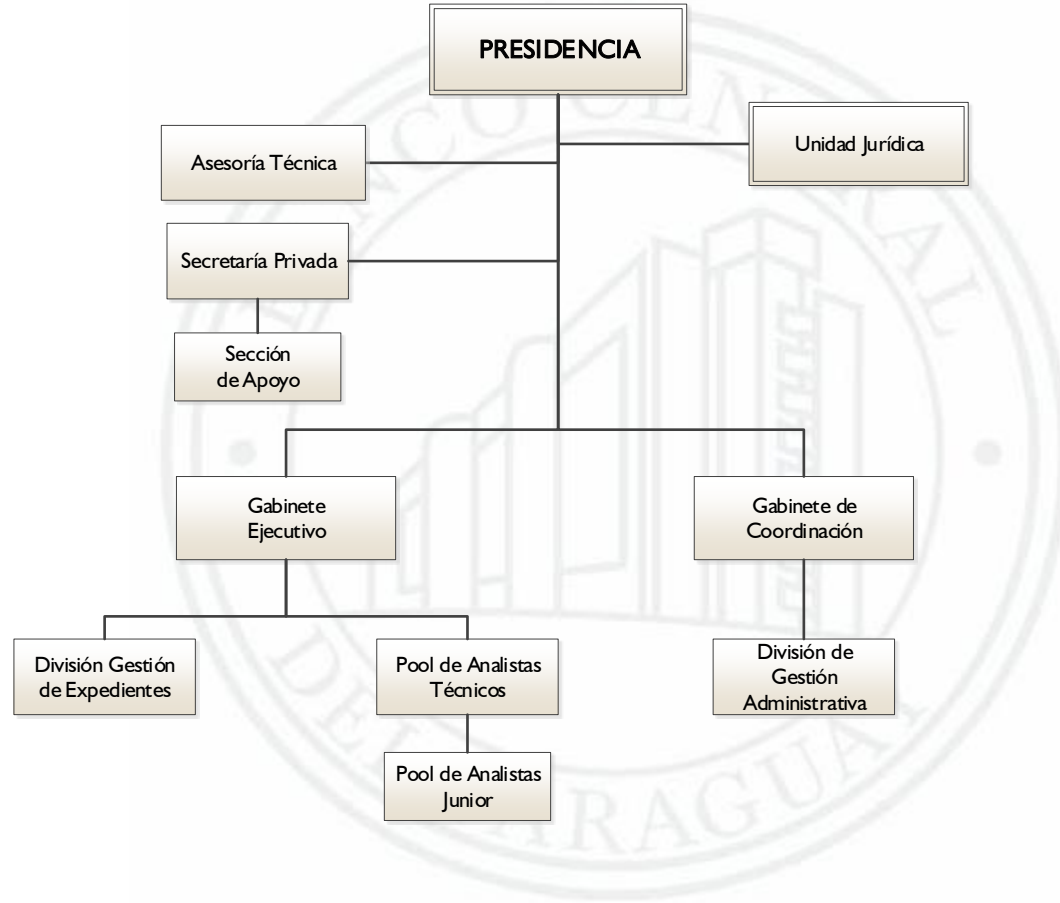 PRESIDENCIA
Unidad Jurídica
Asesoría Técnica
Secretaría Privada
Sección
de Apoyo
Gabinete
Ejecutivo
Gabinete de
Coordinación
División Gestión
de Expedientes
Pool de Analistas
Técnicos
División de
Gestión
Administrativa
Pool de Analistas
Junior